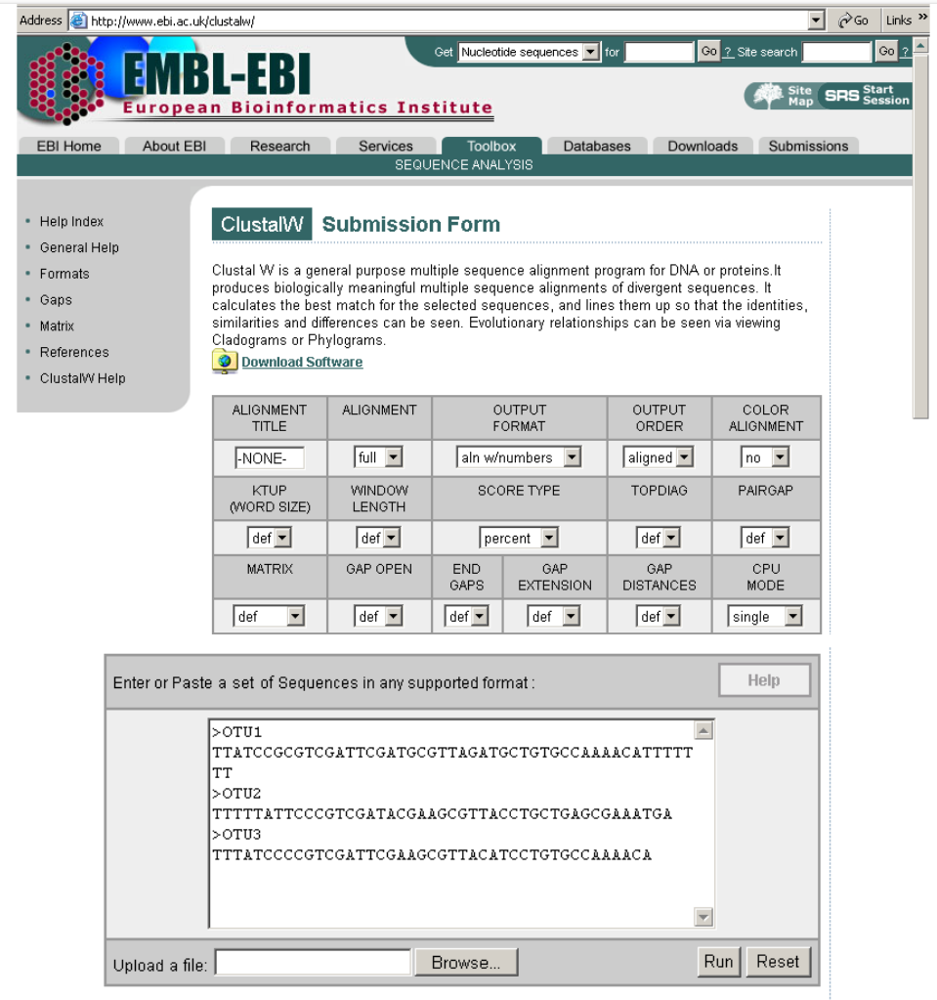 Address http://www.ebi.ac.uk/clustalw/ Go Links »
Get Nucleotide sequences for Go ? Site search Go ?
EMBL-EBI
European Bioinformatics Institute
Site Map SRS Start Session
EBI Home About EBI Research Services Toolbox Databases Downloads Submissions
SEQUENCE ANALYSIS
Help Index
General Help
Formats
Gaps
Matrix
References
ClustalW Help
ClustalW Submission Form
Clustal W is a general purpose multiple sequence alignment program for DNA or proteins.It
produces biologically meaningful multiple sequence alignments of divergent sequences. It
calculates the best match for the selected sequences, and lines them up so that the identities,
similarities and differences can be seen. Evolutionary relationships can be seen via viewing
Cladograms or Phylograms.
Download Software
ALIGNMENT TITLE ALIGNMENT OUTPUT FORMAT OUTPUT ORDER COLOR ALIGNMENT
-NONE- full aln w/numbers aligned no
KTUP (WORD SIZE) WINDOW LENGTH SCORE TYPE TOPDIAG PAIRGAP
def def percent def def
MATRIX GAP OPEN END GAPS GAP EXTENSION GAP DISTANCES CPU MODE
def def def def def single
Enter or Paste a set of Sequences in any supported format : Help
>OTU1
TTATCCGCGTCGATTCGATGCGTTAGATGCTGTGCCAAAACATTTTT
TT
>OTU2
TTTTTATTCCCGTCGATACGAAGCGTTACCTGCTGAGCGAAATGA
>OTU3
TTTATCCCCGTCGATTCGAAGCGTTACATCCTGTGCCAAAACA
Upload a file: Browse... Run Reset